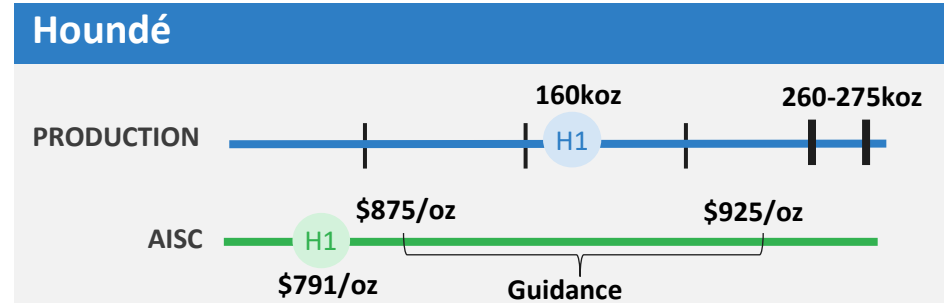 Houndé
160koz
260-275koz
PRODUCTION
H1
$875/oz
$925/oz
AISC
H1
$791/oz
Guidance